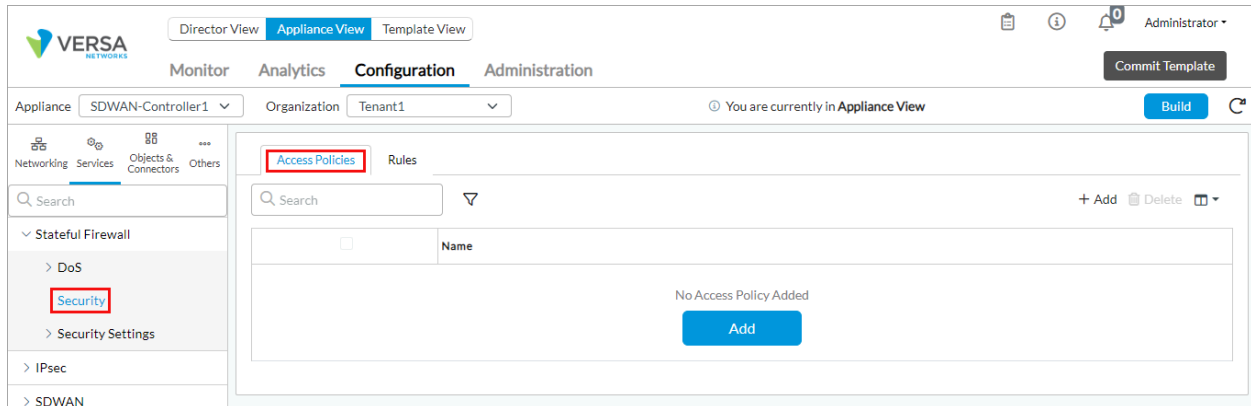 Director View Appliance View Template View
0
Administrator
VERSA
NETWORKS
Monitor Analytics Configuration Administration
Commit Template
Appliance SDWAN-Controller1 Organization Tenant1 You are currently in Appliance View Build
Networking Services Objects & Connectors Others
Access Policies Rules
Search
Search
+ Add Delete
Stateful Firewall
Name
DoS
Security
No Access Policy Added
Security Settings
Add
IPsec
SDWAN